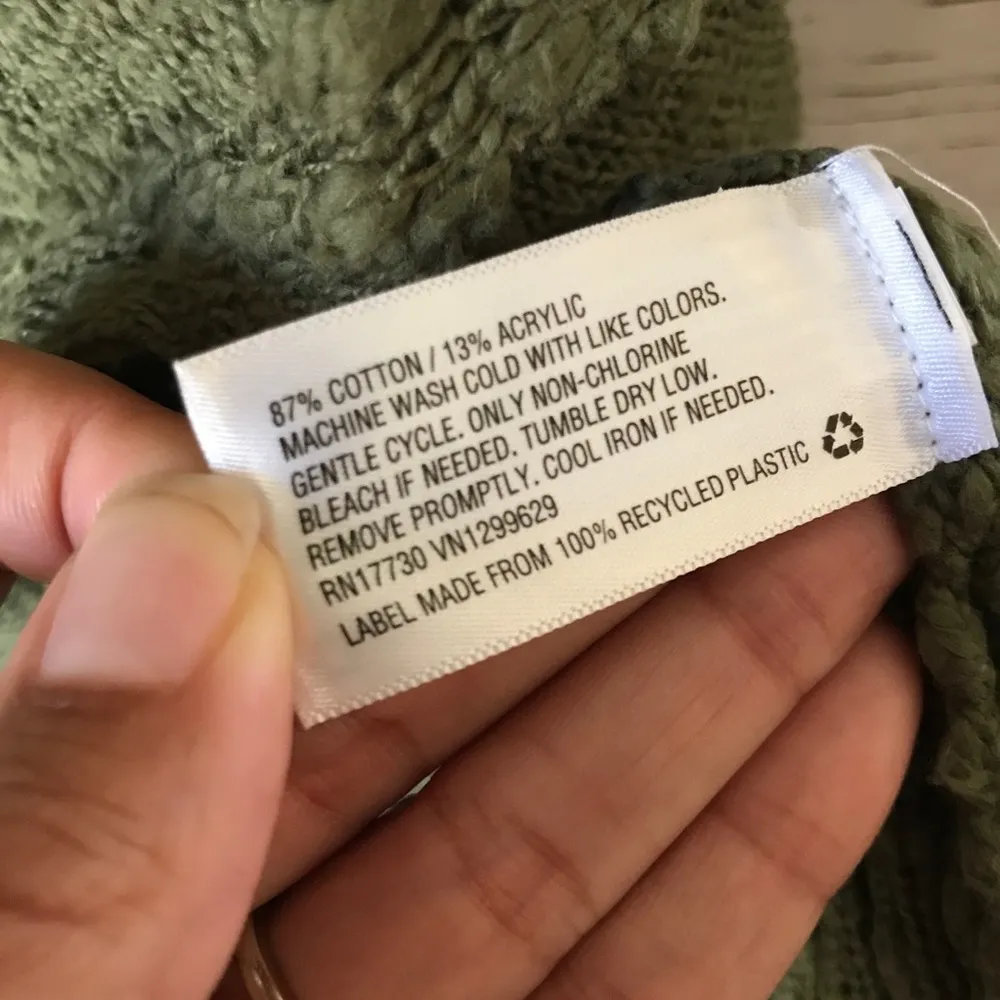 87% COTTON / 13% ACRYLIC
MACHINE WASH COLD WITH LIKE COLORS.
GENTLE CYCLE. ONLY NON-CHLORINE
BLEACH IF NEEDED. TUMBLE DRY LOW.
REMOVE PROMPTLY. COOL IRON IF NEEDED.
RN17730 VN1299629
LABEL MADE FROM 100% RECYCLED PLASTIC